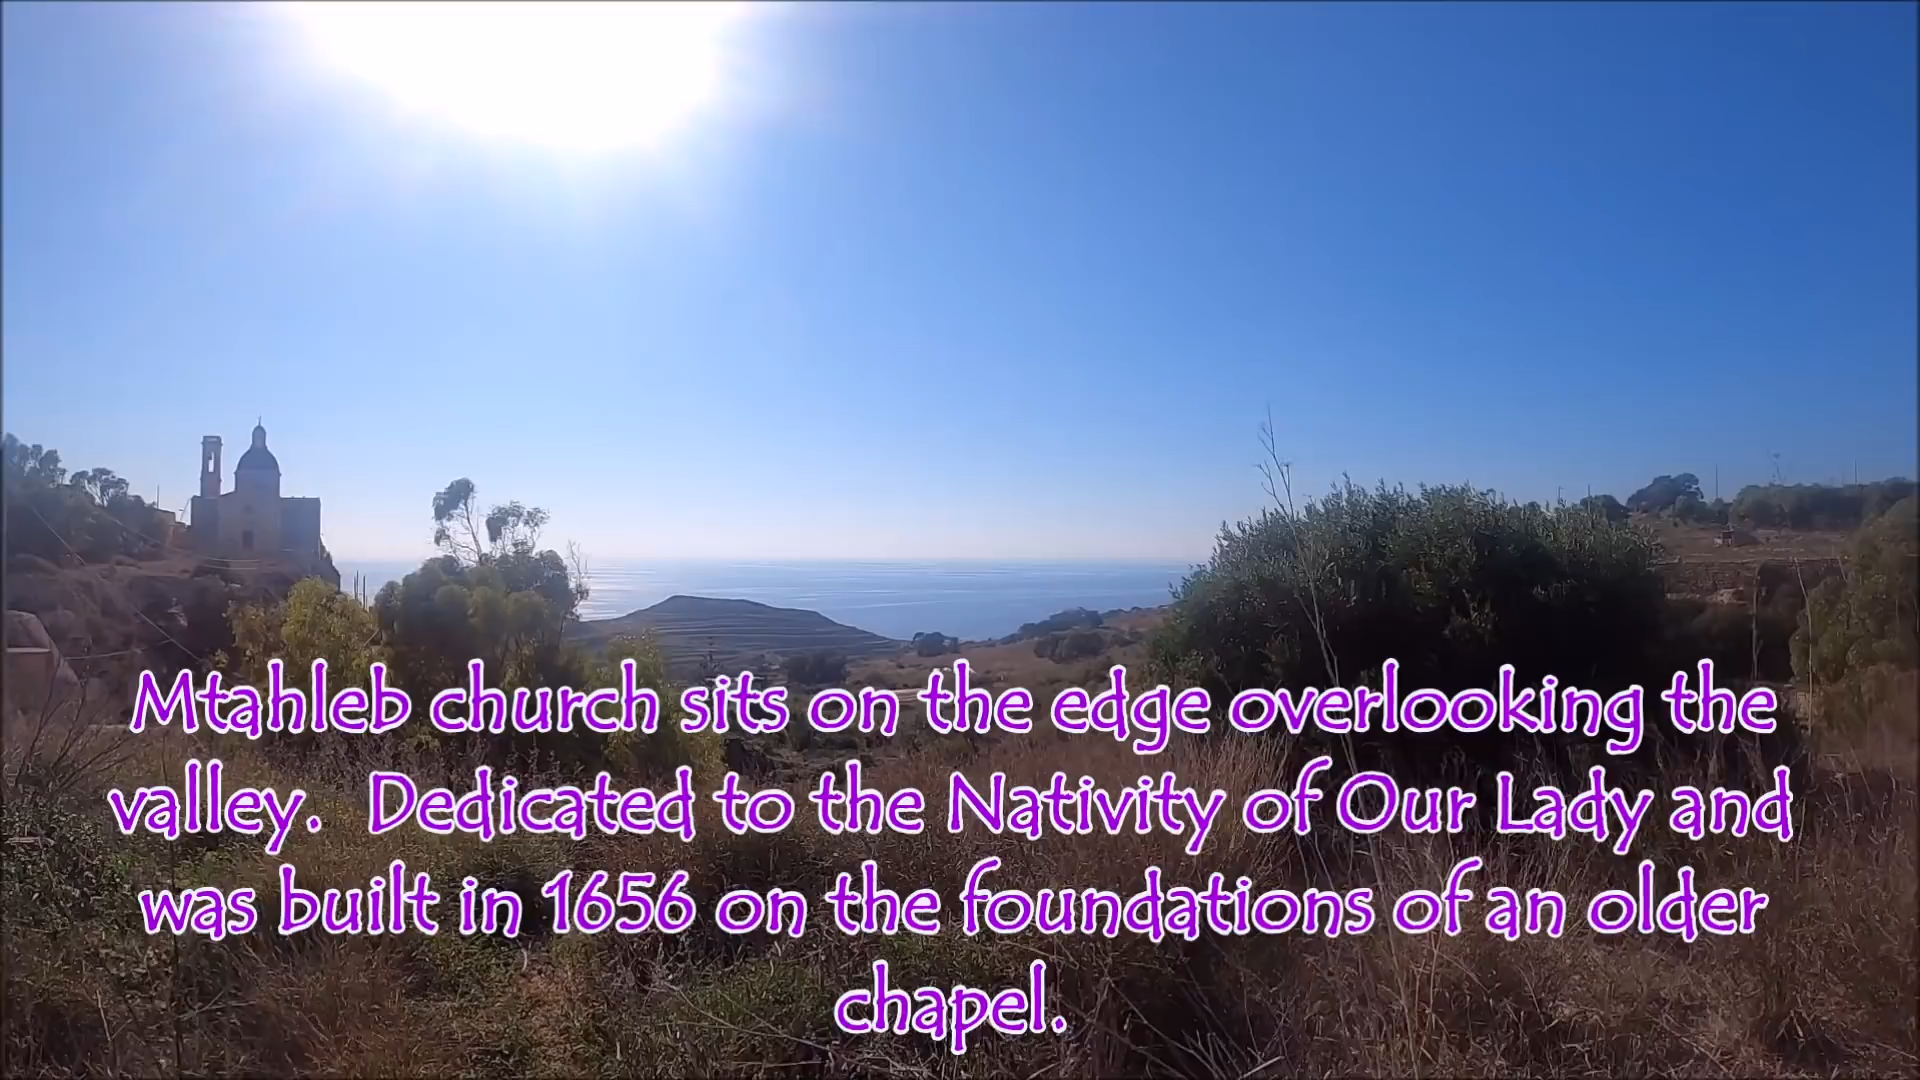 Mtahleb church sits on the edge overlooking the
valley.  Dedicated to the Nativity of Our Lady and
was built in 1656 on the foundations of an older
chapel.